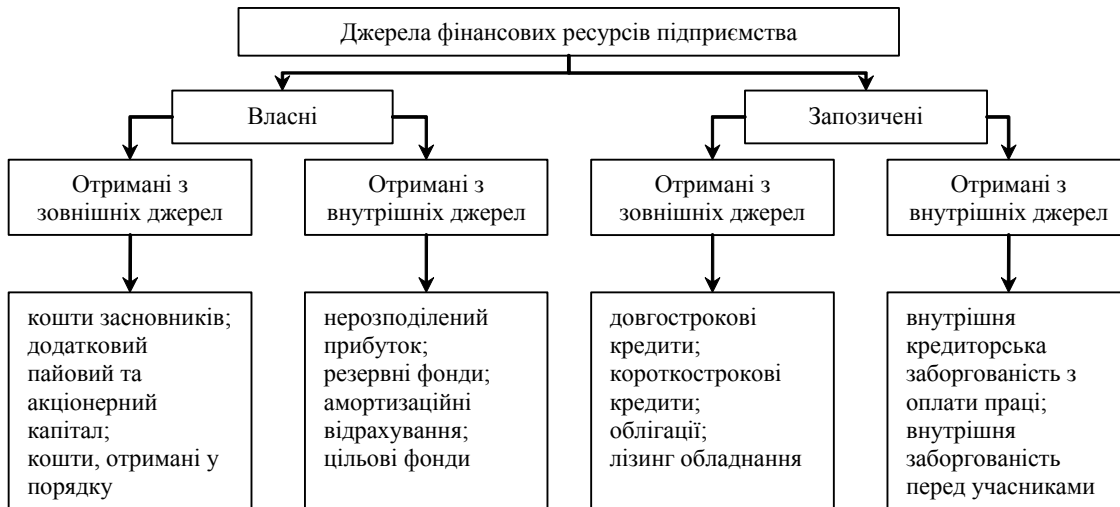 Джерела фінансових ресурсів підприємства
Власні
Запозичені
Отримані з
зовнішніх джерел
Отримані з
внутрішніх джерел
Отримані з
зовнішніх джерел
Отримані з
внутрішніх джерел
кошти засновників;
додатковий
пайовий та
акціонерний
капітал;
кошти, отримані у
порядку
нерозподілений
прибуток;
резервні фонди;
амортизаційні
відрахування;
цільові фонди
довгострокові
кредити;
короткострокові
кредити;
облігації;
лізинг обладнання
внутрішня
кредиторська
заборгованість з
оплати праці;
внутрішня
заборгованість
перед учасниками